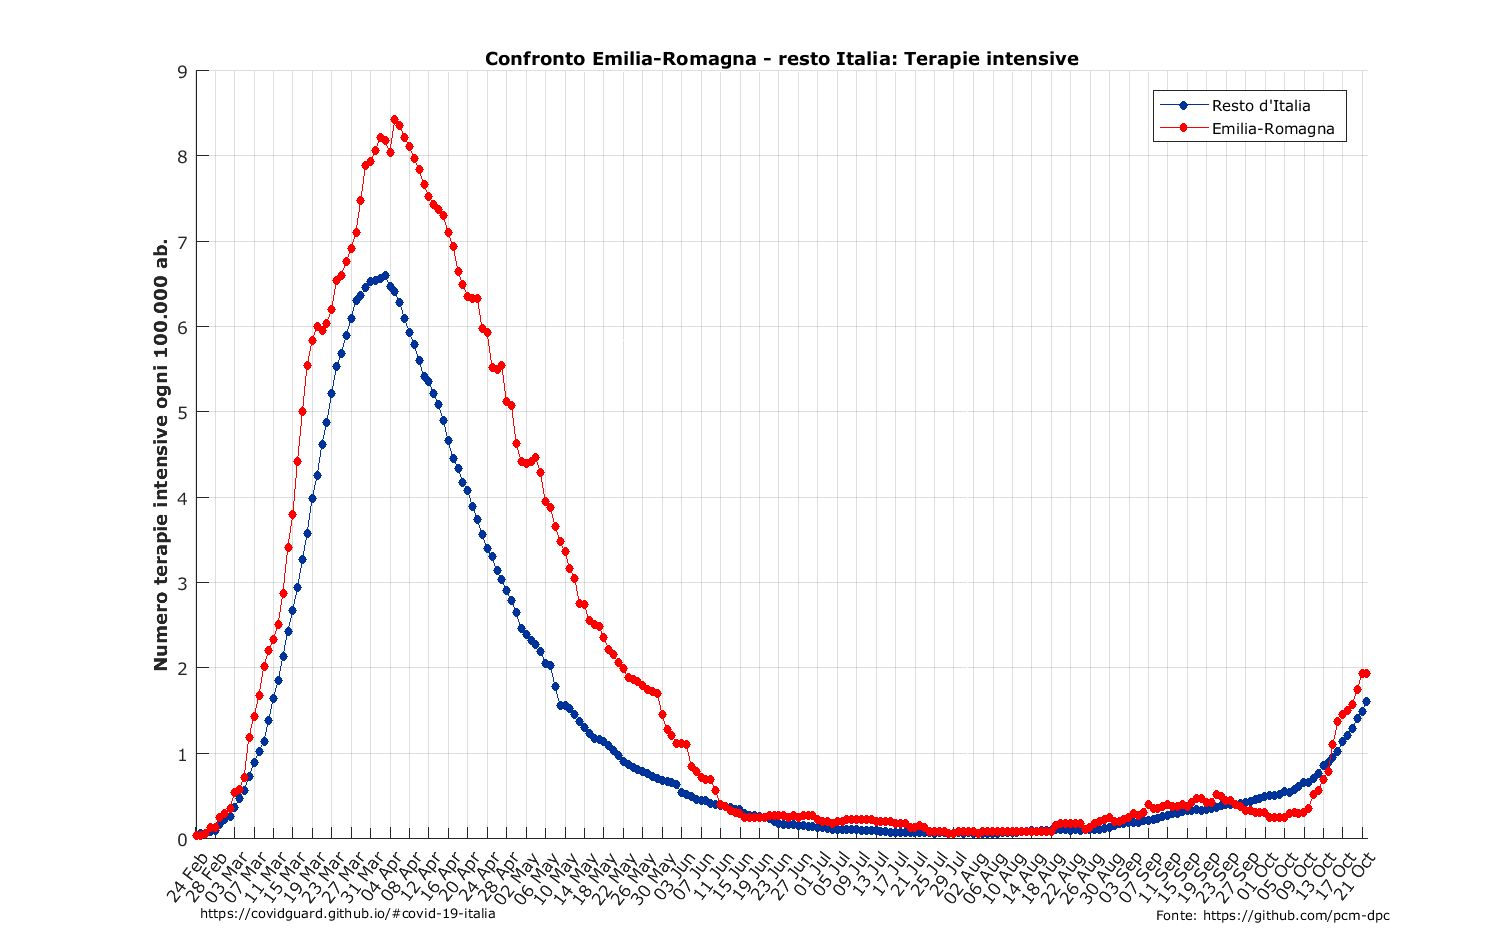 Confronto Emilia-Romagna - resto Italia: Terapie intensive
Resto d'Italia
Emilia-Romagna
Numero terapie intensive ogni 100.000 ab.
9
8
7
6
5
4
3
2
1
0
24 Feb
28 Feb
03 Mar
07 Mar
11 Mar
15 Mar
19 Mar
23 Mar
27 Mar
31 Mar
04 Apr
08 Apr
12 Apr
16 Apr
20 Apr
24 Apr
28 Apr
02 May
06 May
10 May
14 May
18 May
22 May
26 May
30 May
03 Jun
07 Jun
11 Jun
15 Jun
19 Jun
23 Jun
27 Jun
01 Jul
05 Jul
09 Jul
13 Jul
17 Jul
21 Jul
25 Jul
29 Jul
02 Aug
06 Aug
10 Aug
14 Aug
18 Aug
22 Aug
26 Aug
30 Aug
03 Sep
07 Sep
11 Sep
15 Sep
19 Sep
23 Sep
27 Sep
01 Oct
05 Oct
09 Oct
13 Oct
17 Oct
21 Oct
https://covidguard.github.io/#covid-19-italia
Fonte: https://github.com/pcm-dpc